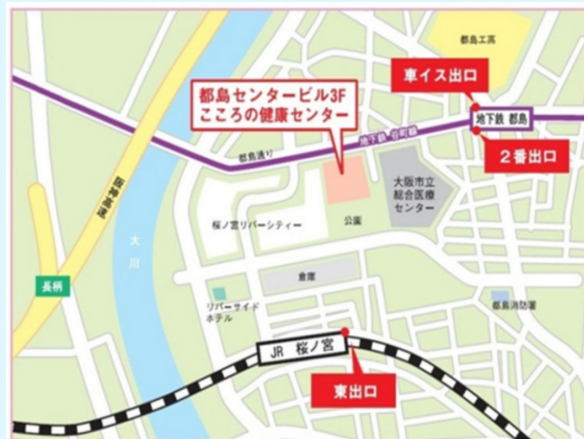 都島工高
車イス出口
都島センタービル3F
こころの健康センター
地下鉄 都島
地下鉄 谷町線
2番出口
都島通り
阪神高速
大阪市立
総合医療
センター
桜ノ宮リバーシティー
公園
大川
長柄
倉庫
リバーサイド
ホテル
都島消防署
JR 桜ノ宮
東出口